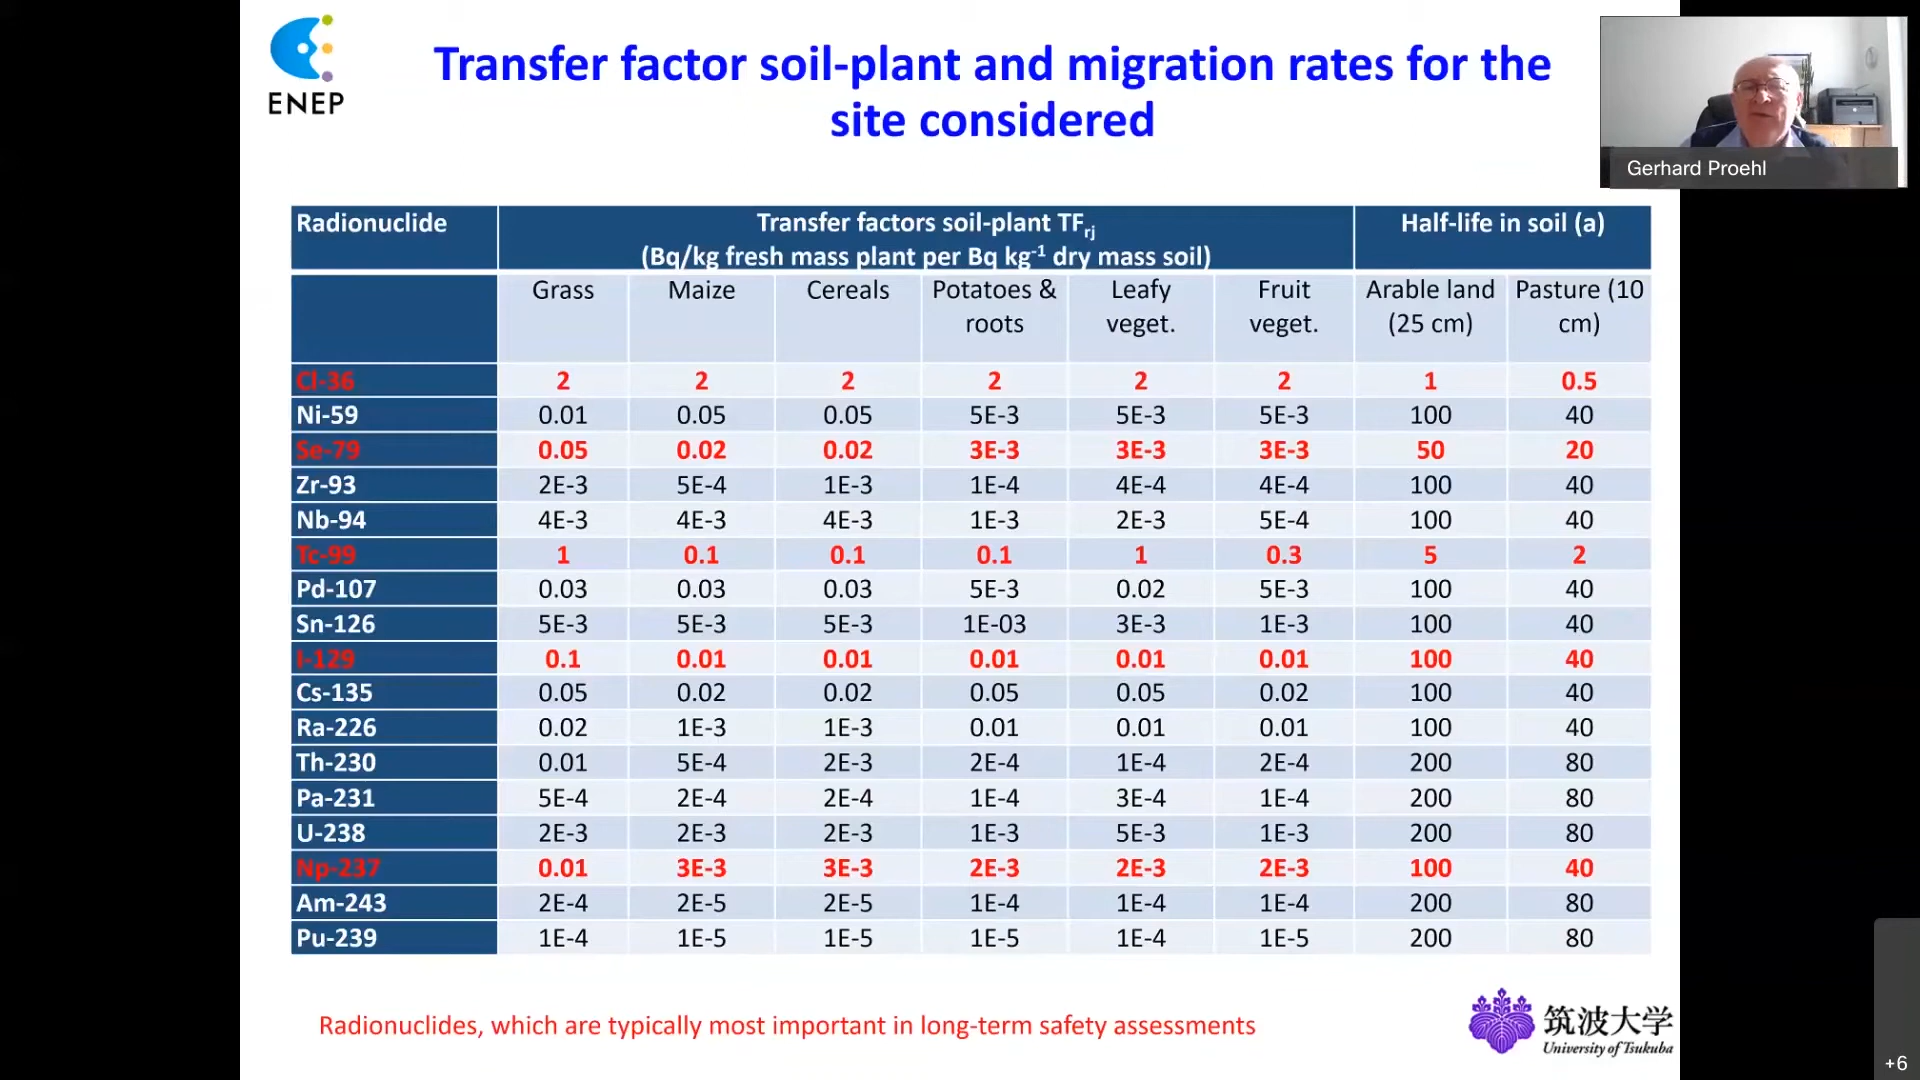 ENEP
Transfer factor soil-plant and migration rates for the
site considered
Gerhard Proehl
Radionuclide Transfer factors soil-plant TFrj Half-life in soil (a)
(Bq/kg fresh mass plant per Bq kg-1 dry mass soil)
Grass Maize Cereals Potatoes & Leafy Fruit Arable land Pasture (10
roots veget. veget. (25 cm) cm)
Cl-36 2 2 2 2 2 2 1 0.5
Ni-59 0.01 0.05 0.05 5E-3 5E-3 5E-3 100 40
Se-79 0.05 0.02 0.02 3E-3 3E-3 3E-3 50 20
Zr-93 2E-3 5E-4 1E-3 1E-4 4E-4 4E-4 100 40
Nb-94 4E-3 4E-3 4E-3 1E-3 2E-3 5E-4 100 40
Tc-99 1 0.1 0.1 0.1 1 0.3 5 2
Pd-107 0.03 0.03 0.03 5E-3 0.02 5E-3 100 40
Sn-126 5E-3 5E-3 5E-3 1E-03 3E-3 1E-3 100 40
I-129 0.1 0.01 0.01 0.01 0.01 0.01 100 40
Cs-135 0.05 0.02 0.02 0.05 0.05 0.02 100 40
Ra-226 0.02 1E-3 1E-3 0.01 0.01 0.01 100 40
Th-230 0.01 5E-4 2E-3 2E-4 1E-4 2E-4 200 80
Pa-231 5E-4 2E-4 2E-4 1E-4 3E-4 1E-4 200 80
U-238 2E-3 2E-3 2E-3 1E-3 5E-3 1E-3 200 80
Np-237 0.01 3E-3 3E-3 2E-3 2E-3 2E-3 100 40
Am-243 2E-4 2E-5 2E-5 1E-4 1E-4 1E-4 200 80
Pu-239 1E-4 1E-5 1E-5 1E-5 1E-4 1E-5 200 80
Radionuclides, which are typically most important in long-term safety assessments
筑波大学
University of Tsukuba
+6